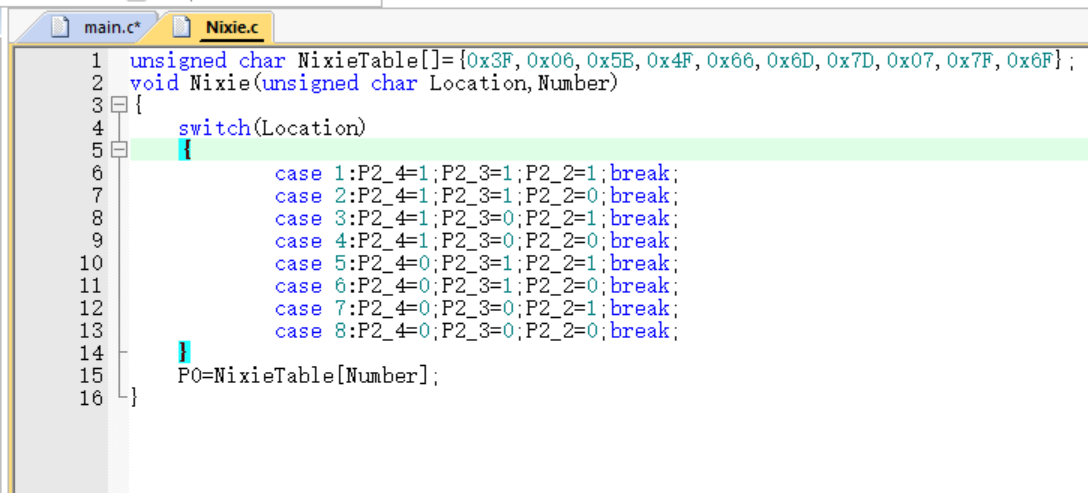 main.c* Nixie.c
1 unsigned char NixieTable[]={0x3F,0x06,0x5B,0x4F,0x66,0x6D,0x7D,0x07,0x7F,0x6F};
2 void Nixie(unsigned char Location,Number)
3 {
4 switch(Location)
5 {
6 case 1:P2_4=1;P2_3=1;P2_2=1;break;
7 case 2:P2_4=1;P2_3=1;P2_2=0;break;
8 case 3:P2_4=1;P2_3=0;P2_2=1;break;
9 case 4:P2_4=1;P2_3=0;P2_2=0;break;
10 case 5:P2_4=0;P2_3=1;P2_2=1;break;
11 case 6:P2_4=0;P2_3=1;P2_2=0;break;
12 case 7:P2_4=0;P2_3=0;P2_2=1;break;
13 case 8:P2_4=0;P2_3=0;P2_2=0;break;
14 }
15 P0=NixieTable[Number];
16 }